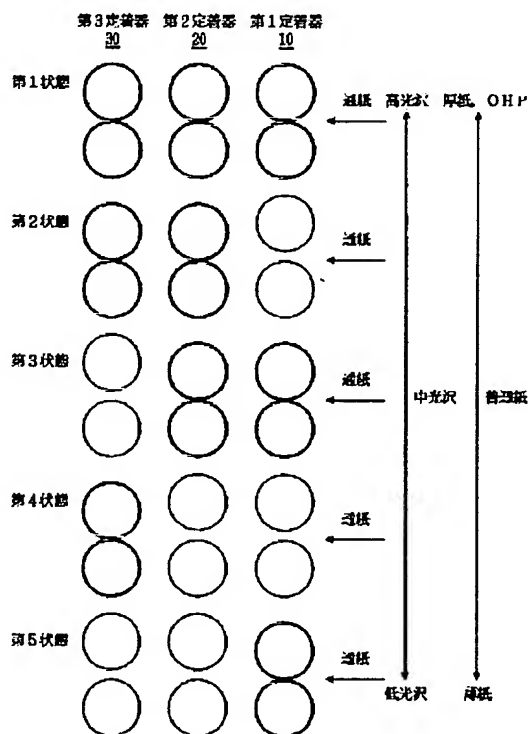 第3定着器 第2定着器 第1定着器
30 20 10
第1状態
通紙 高光沢 厚紙、OHP
第2状態
通紙
第3状態
通紙
中光沢 普通紙
第4状態
通紙
第5状態
通紙
低光沢 薄紙